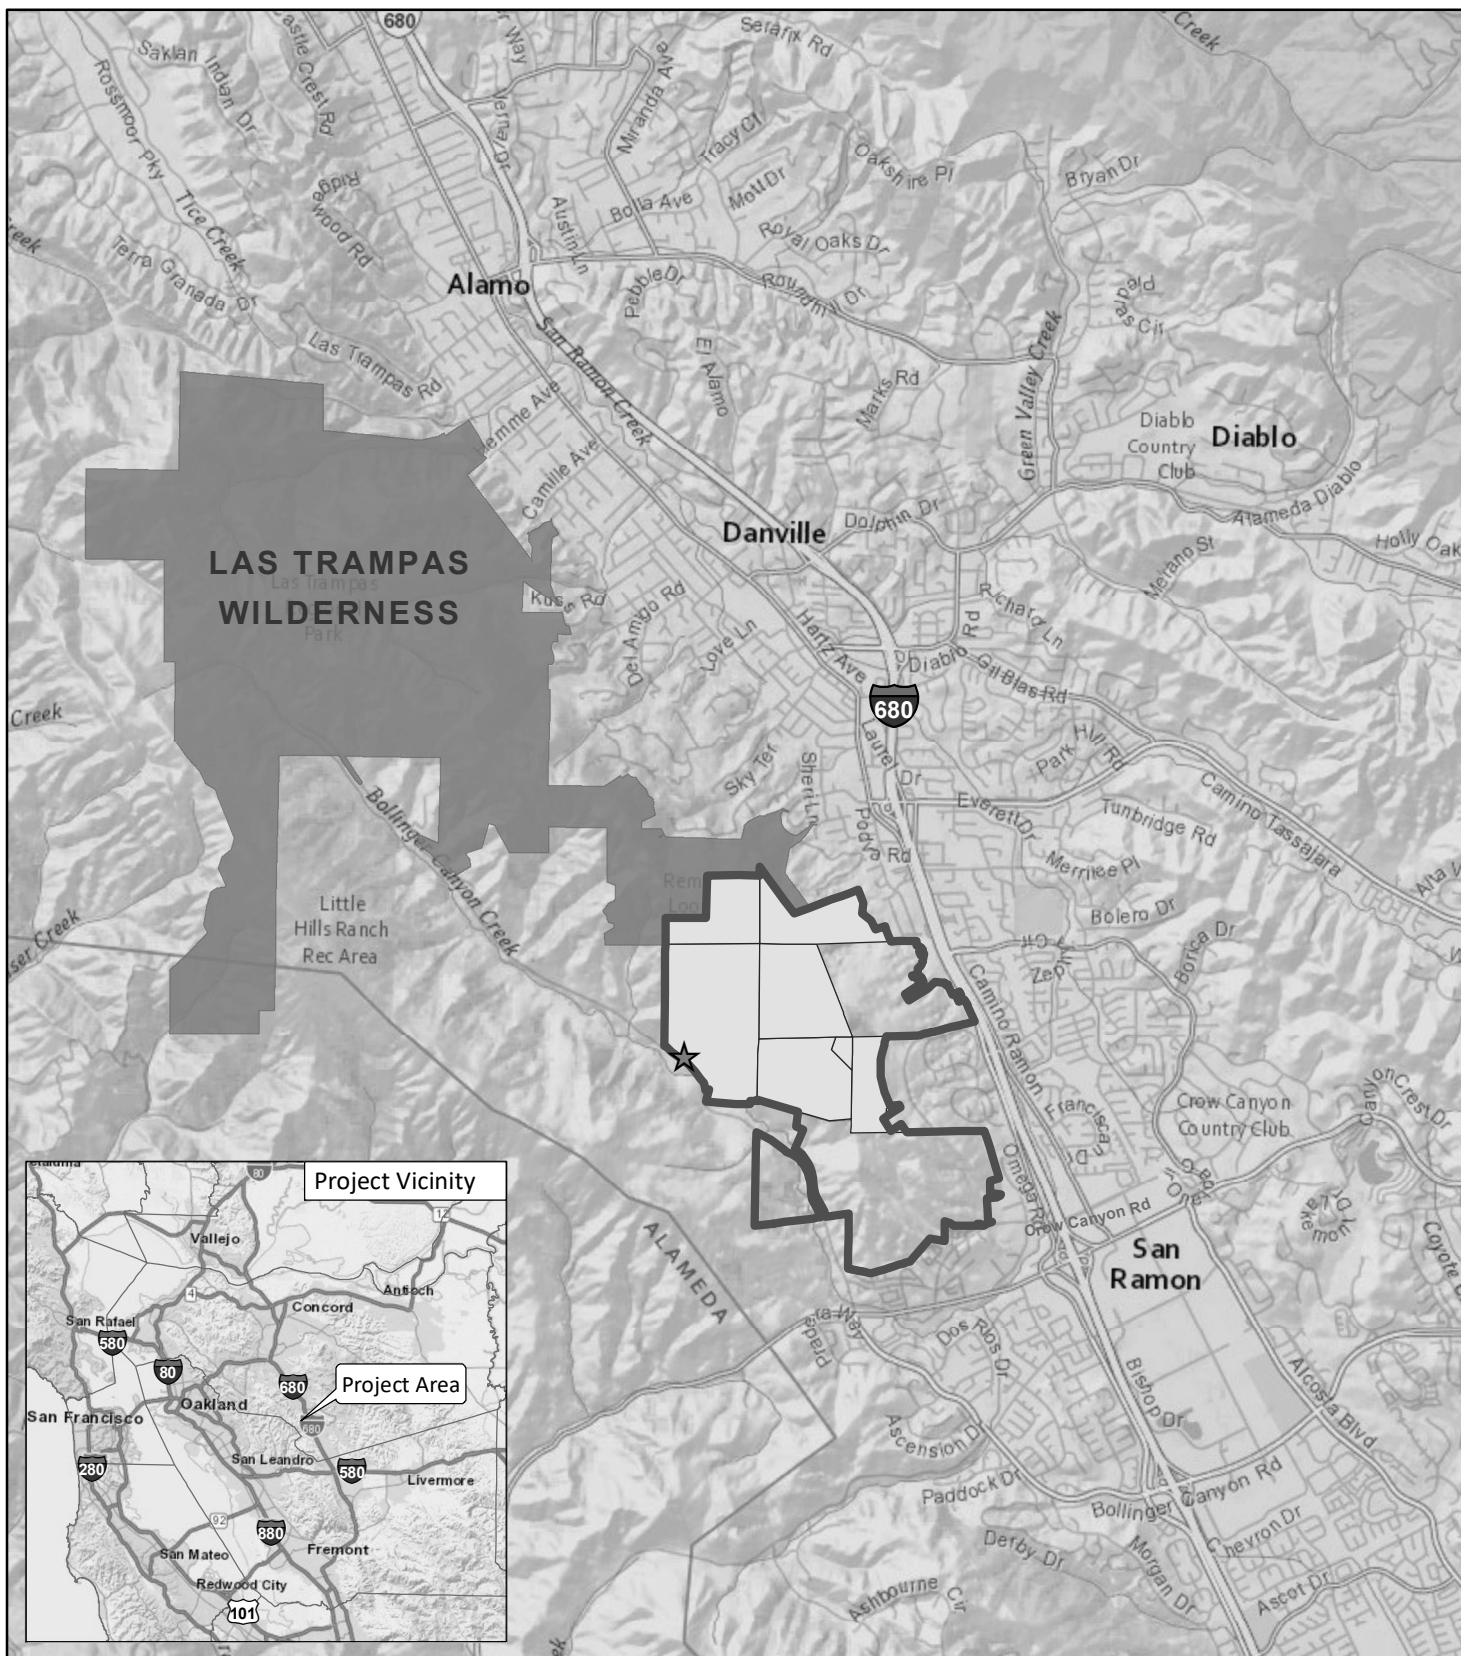 680
Serafix Rd
Creek
Saklan Indian Dr
Castle Crest Rd
Rossmoor Pky
Verna Dr
Miranda Ave
Tracy Ct
Oakshire Pl
Bryan Dr
Mott Dr
Bolla Ave
Austin Ln
Royal Oaks Dr
Tice Creek
Terra Granada Dr
Alamo
Pebble Dr
Las Trampas Rd
San Ramon Creek
El Alamo
Marks Rd
Green Valley Creek
Diablo
Country
Club
Diablo
Alameda Diablo
Camille Ave
Danville
Dolphin Dr
Holly Oak
Merano St
LAS TRAMPAS
WILDERNESS
Las Trampas
Park
Del Amigo Rd
Love Ln
Hartz Ave
Diablo Rd
Richard Ln
Gil Blas Rd
680
Creek
Laurel Dr
Park Hill Rd
Sky Ter
Sheri Ln
Podva Rd
Everett Dr
Tunbridge Rd
Camino Tassajara
Merrilee Pl
Bolero Dr
Borica Dr
Bollinger Canyon Creek
Little
Hills Ranch
Rec Area
Camino Ramon
Crow Canyon
Country Club
Francisca Dr
Omega Rd
Crow Canyon Rd
San
Ramon
ALAMEDA
Dos Rios Dr
Bishop Dr
Alcosta Blvd
Ascension Dr
Paddock Dr
Bollinger Canyon Rd
Chevron Dr
Derby Dr
Morgan Dr
Ascot Dr
Ashbourne Cir
Project Vicinity
80
12
Vallejo
Antioch
4
Concord
San Rafael
580
80
680
Project Area
Oakland
San Francisco
680
San Leandro
580
280
Livermore
92
880
San Mateo
Fremont
Redwood City
101